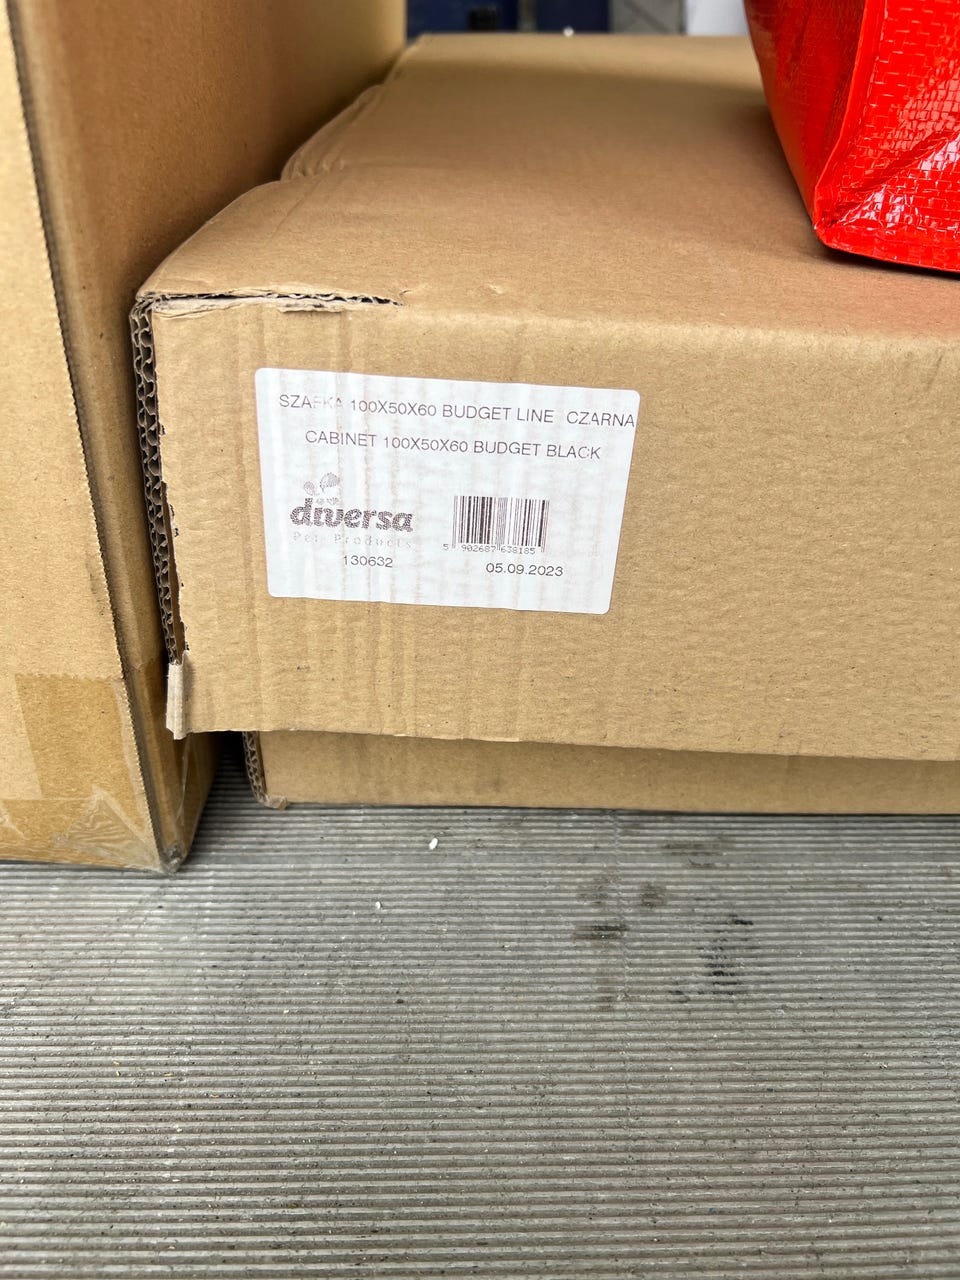 SZAFKA 100X50X60 BUDGET LINE CZARNA
CABINET 100X50X60 BUDGET BLACK
diversa
Pet Products
5 902687 638185
130632
05.09.2023